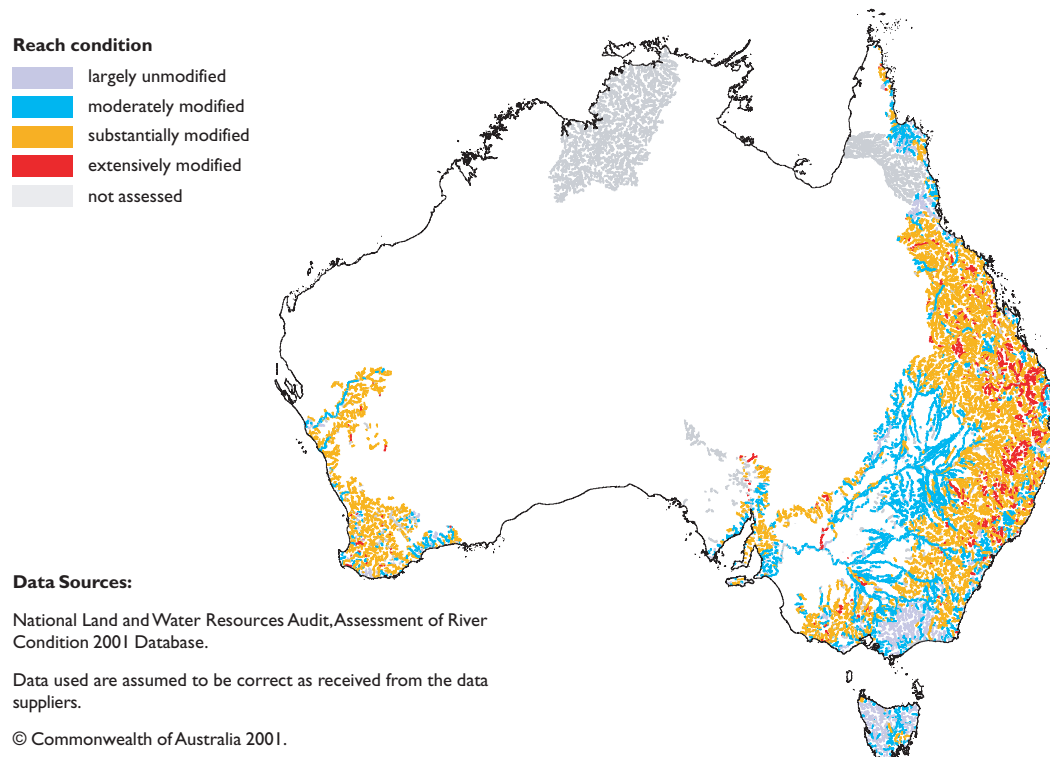 Reach condition
largely unmodified
moderately modified
substantially modified
extensively modified
not assessed
Data Sources:
National Land and Water Resources Audit, Assessment of River
Condition 2001 Database.
Data used are assumed to be correct as received from the data
suppliers.
© Commonwealth of Australia 2001.